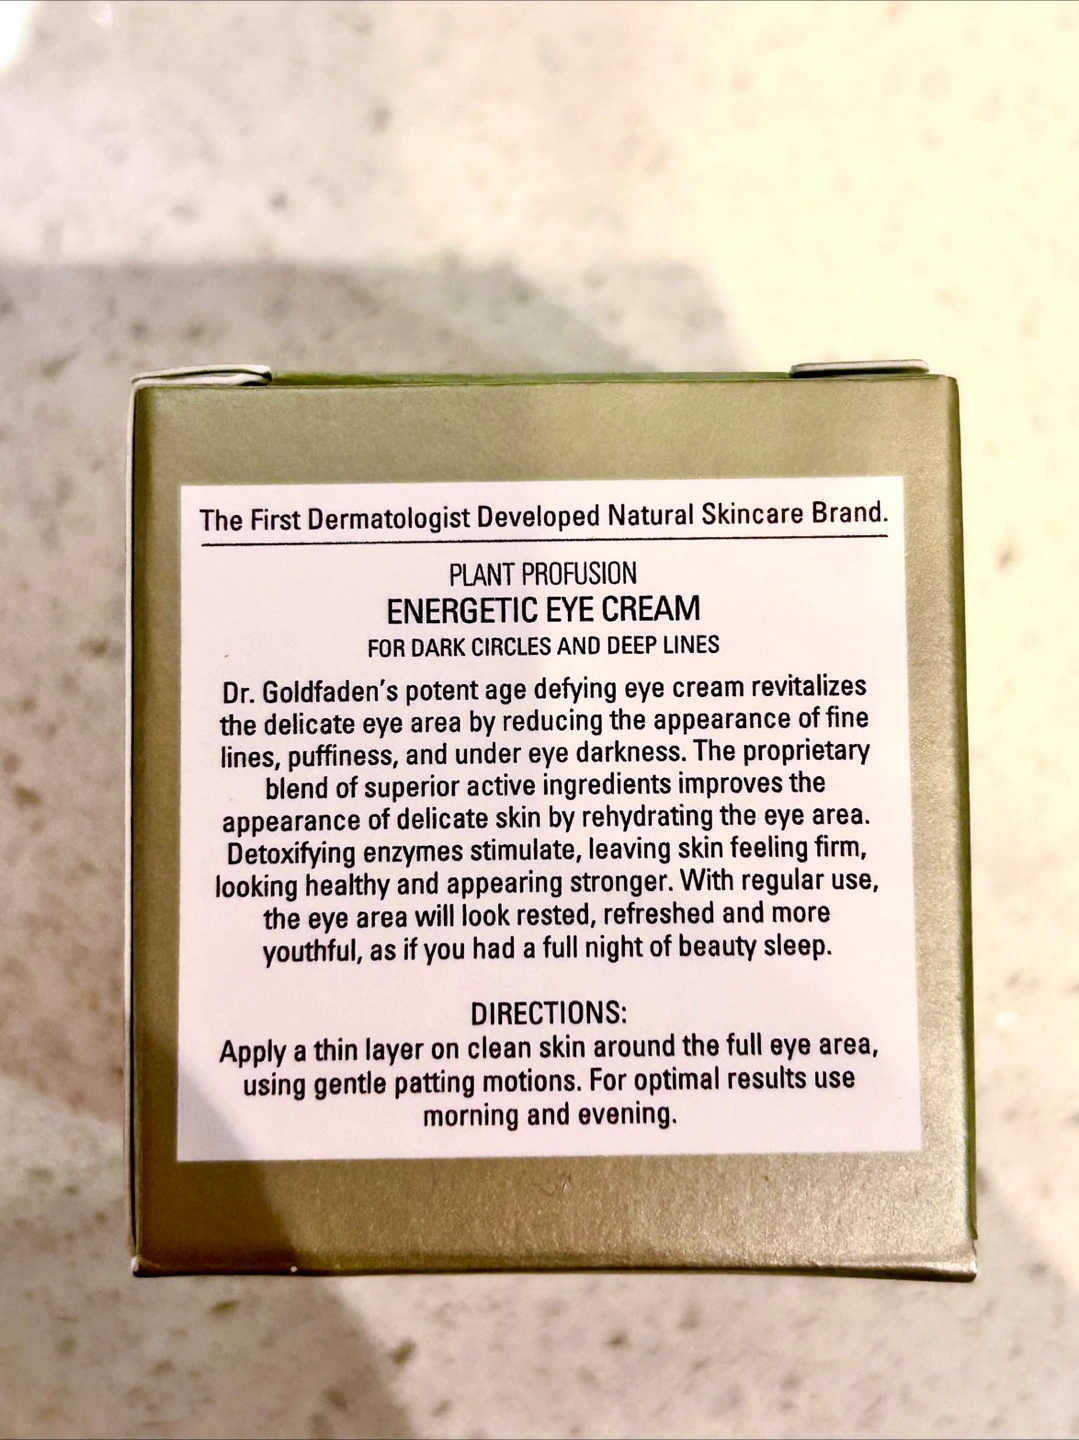 The First Dermatologist Developed Natural Skincare Brand.
PLANT PROFUSION
ENERGETIC EYE CREAM
FOR DARK CIRCLES AND DEEP LINES
Dr. Goldfaden's potent age defying eye cream revitalizes
the delicate eye area by reducing the appearance of fine
lines, puffiness, and under eye darkness. The proprietary
blend of superior active ingredients improves the
appearance of delicate skin by rehydrating the eye area.
Detoxifying enzymes stimulate, leaving skin feeling firm,
looking healthy and appearing stronger. With regular use,
the eye area will look rested, refreshed and more
youthful, as if you had a full night of beauty sleep.
DIRECTIONS:
Apply a thin layer on clean skin around the full eye area,
using gentle patting motions. For optimal results use
morning and evening.